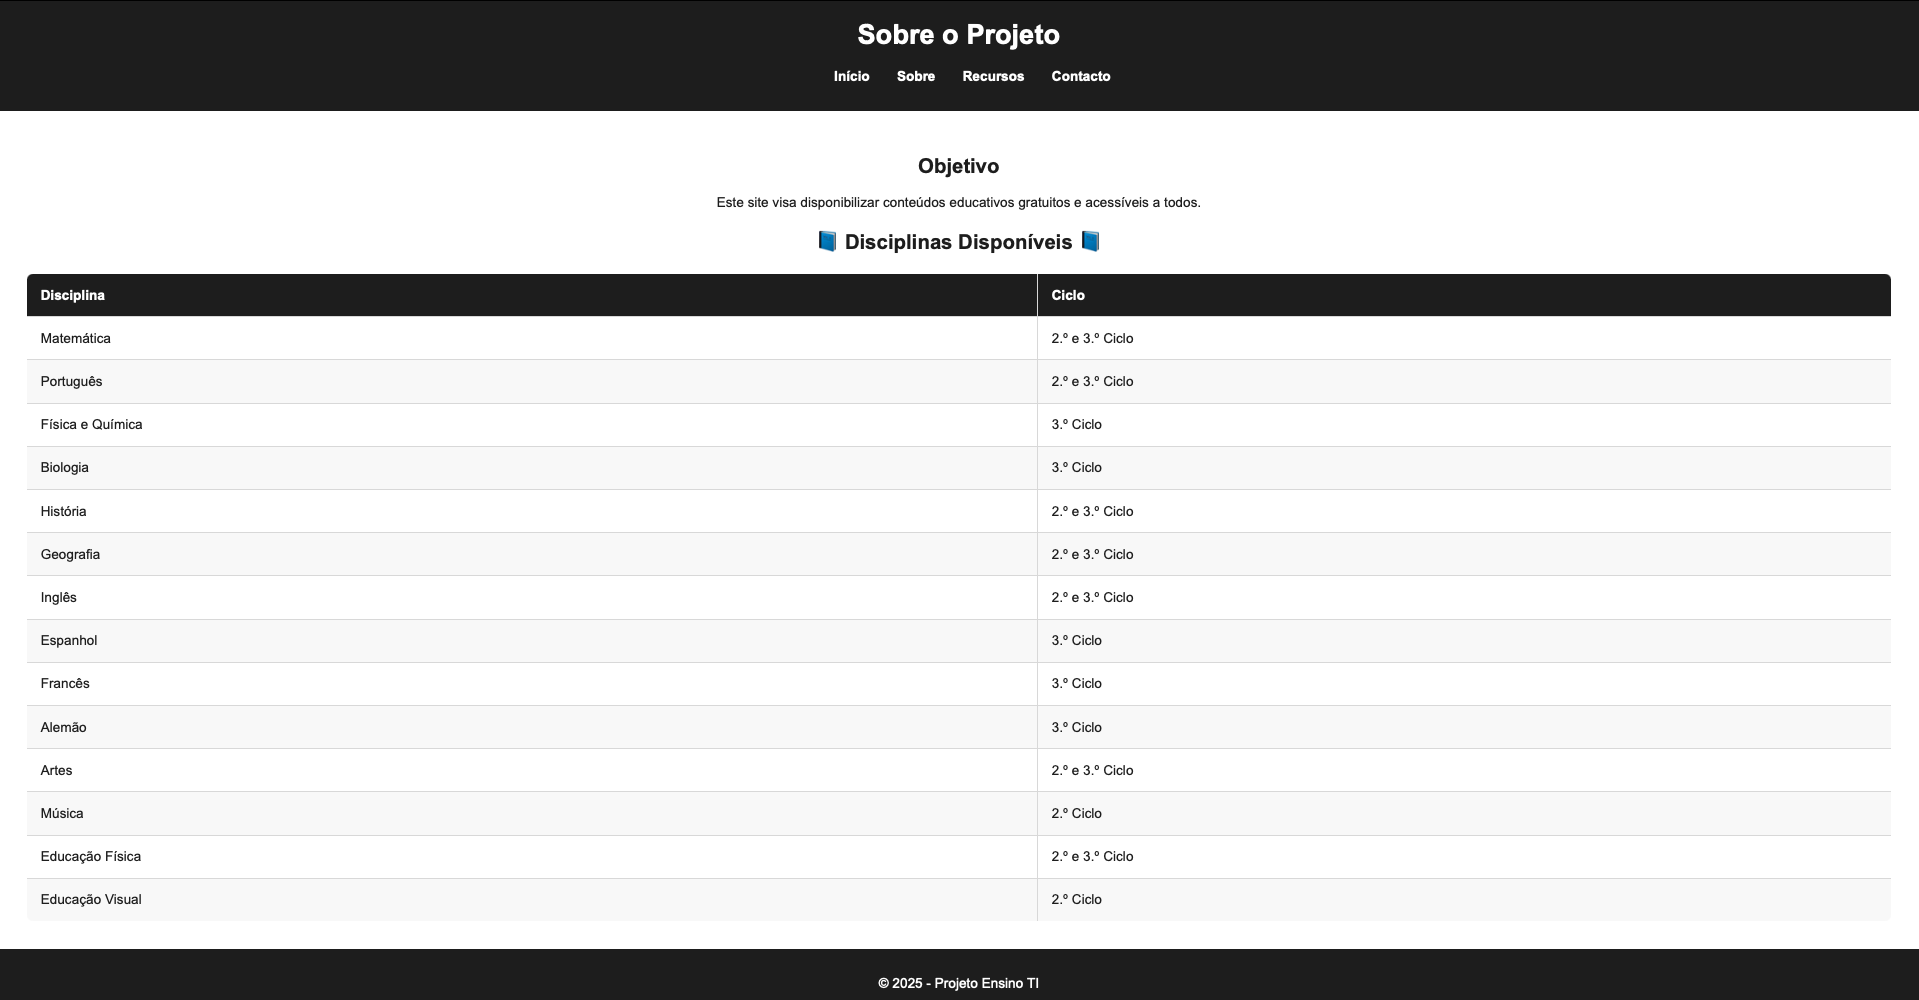 Sobre o Projeto
Início Sobre Recursos Contacto
Objetivo
Este site visa disponibilizar conteúdos educativos gratuitos e acessíveis a todos.
📘 Disciplinas Disponíveis 📘
Disciplina Ciclo
Matemática 2.º e 3.º Ciclo
Português 2.º e 3.º Ciclo
Física e Química 3.º Ciclo
Biologia 3.º Ciclo
História 2.º e 3.º Ciclo
Geografia 2.º e 3.º Ciclo
Inglês 2.º e 3.º Ciclo
Espanhol 3.º Ciclo
Francês 3.º Ciclo
Alemão 3.º Ciclo
Artes 2.º e 3.º Ciclo
Música 2.º Ciclo
Educação Física 2.º e 3.º Ciclo
Educação Visual 2.º Ciclo
© 2025 - Projeto Ensino TI